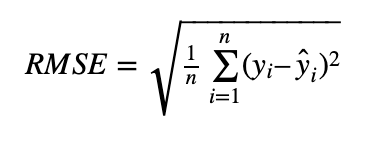 RMSE = √(1/n ∑_{i=1}^{n} (y_i − ŷ_i)²)